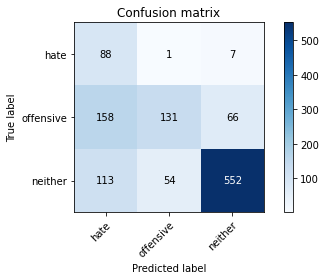 Confusion matrix
hate 88 1 7
offensive 158 131 66
neither 113 54 552
hate offensive neither
True label
Predicted label
500
400
300
200
100